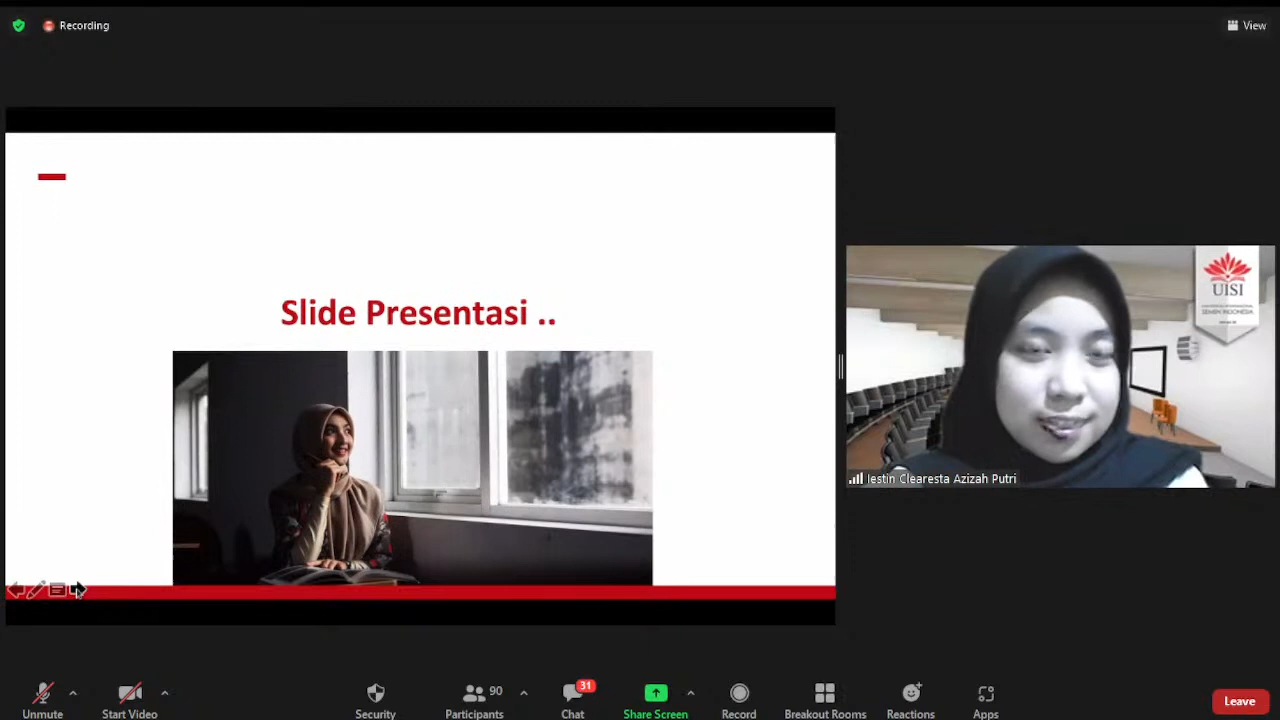 Recording
View
Slide Presentasi ..
UISI
Iestin Clearesta Azizah Putri
Unmute
Start Video
Security
90
Participants
31
Chat
Share Screen
Record
Breakout Rooms
Reactions
Apps
Leave